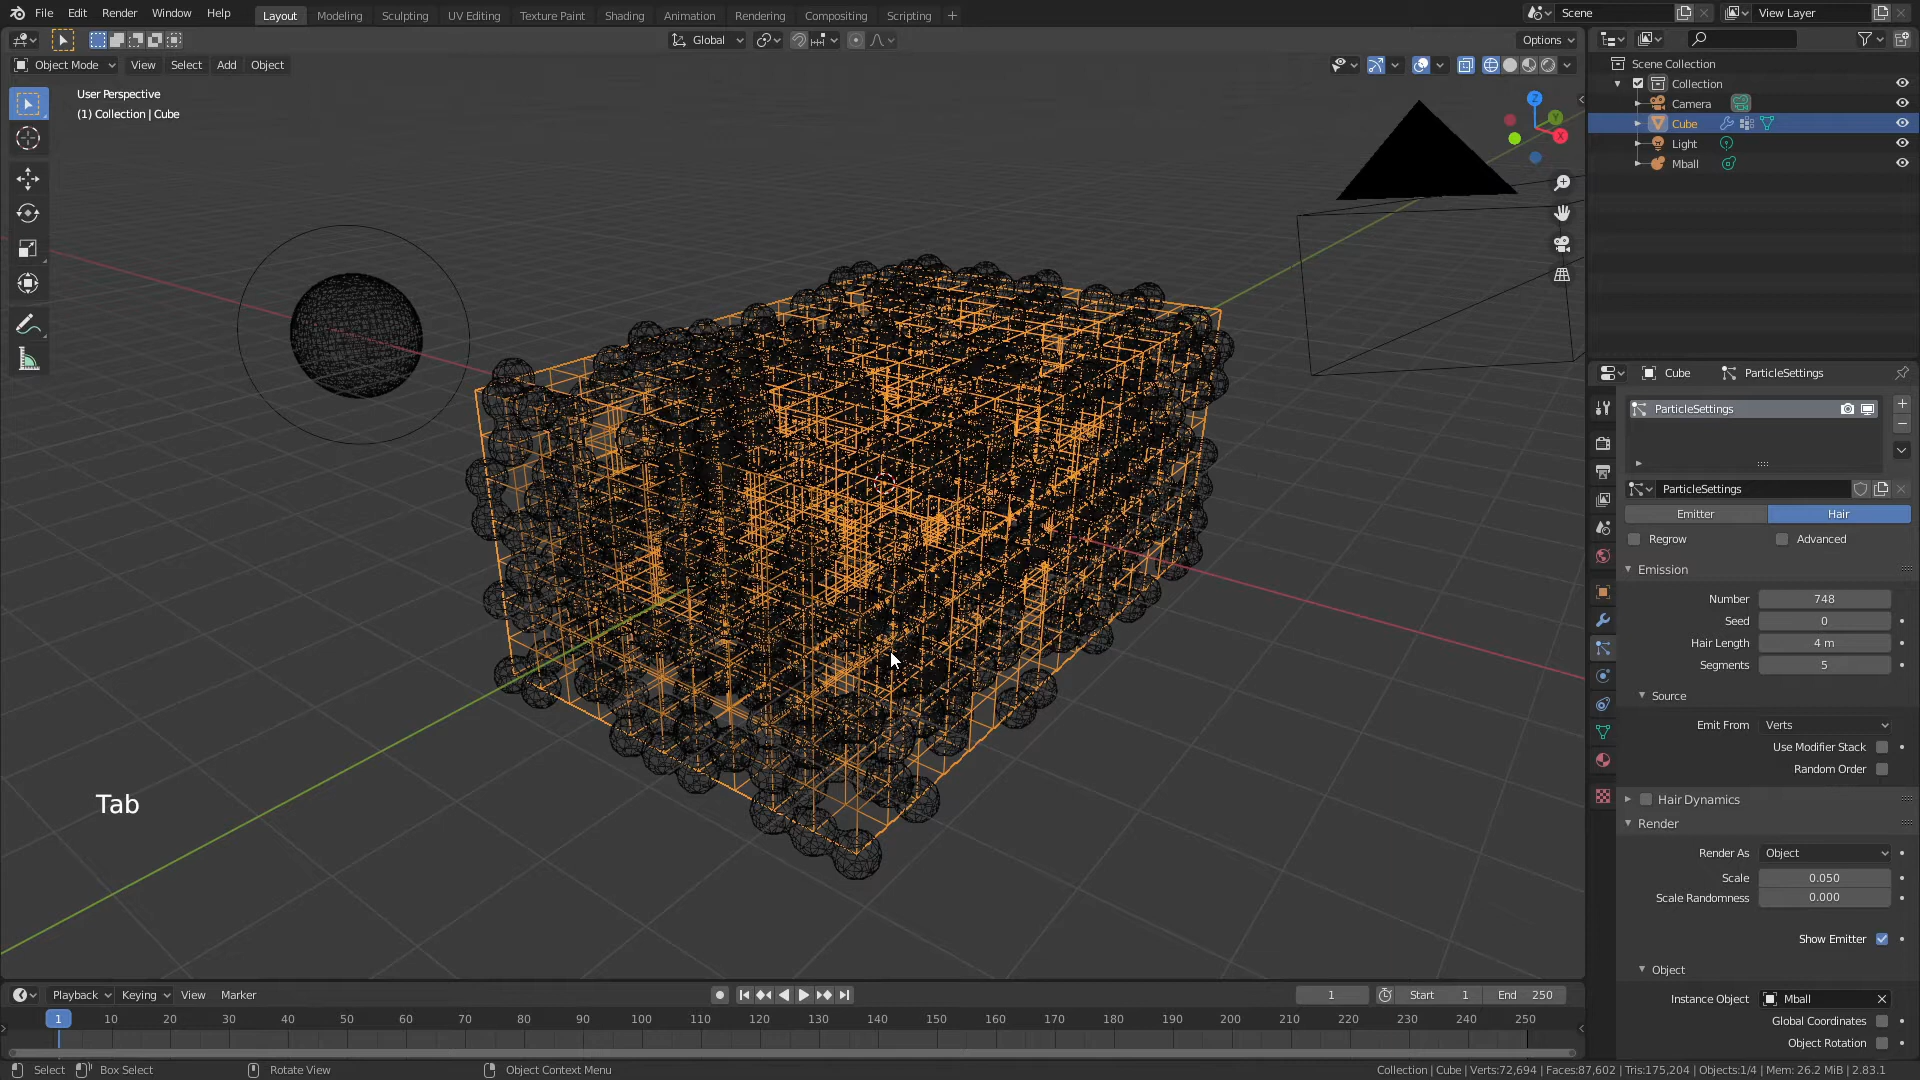 File Edit Render Window Help Layout Modeling Sculpting UV Editing Texture Paint Shading Animation Rendering Compositing Scripting + Scene View Layer
Global Options
Object Mode View Select Add Object
User Perspective
(1) Collection | Cube
Z
Y
X
Tab
Scene Collection
Collection
Camera
Cube
Light
Mball
Cube ParticleSettings
ParticleSettings
ParticleSettings
Emitter Hair
Regrow Advanced
Emission
Number 748
Seed 0
Hair Length 4 m
Segments 5
Source
Emit From Verts
Use Modifier Stack
Random Order
Hair Dynamics
Render
Render As Object
Scale 0.050
Scale Randomness 0.000
Show Emitter
Object
Instance Object Mball
Global Coordinates
Object Rotation
Playback Keying View Marker 1 Start 1 End 250
1 10 20 30 40 50 60 70 80 90 100 110 120 130 140 150 160 170 180 190 200 210 220 230 240 250
Select Box Select Rotate View Object Context Menu Collection | Cube | Verts:72,694 | Faces:87,602 | Tris:175,204 | Objects:1/4 | Mem: 26.2 MiB | 2.83.1